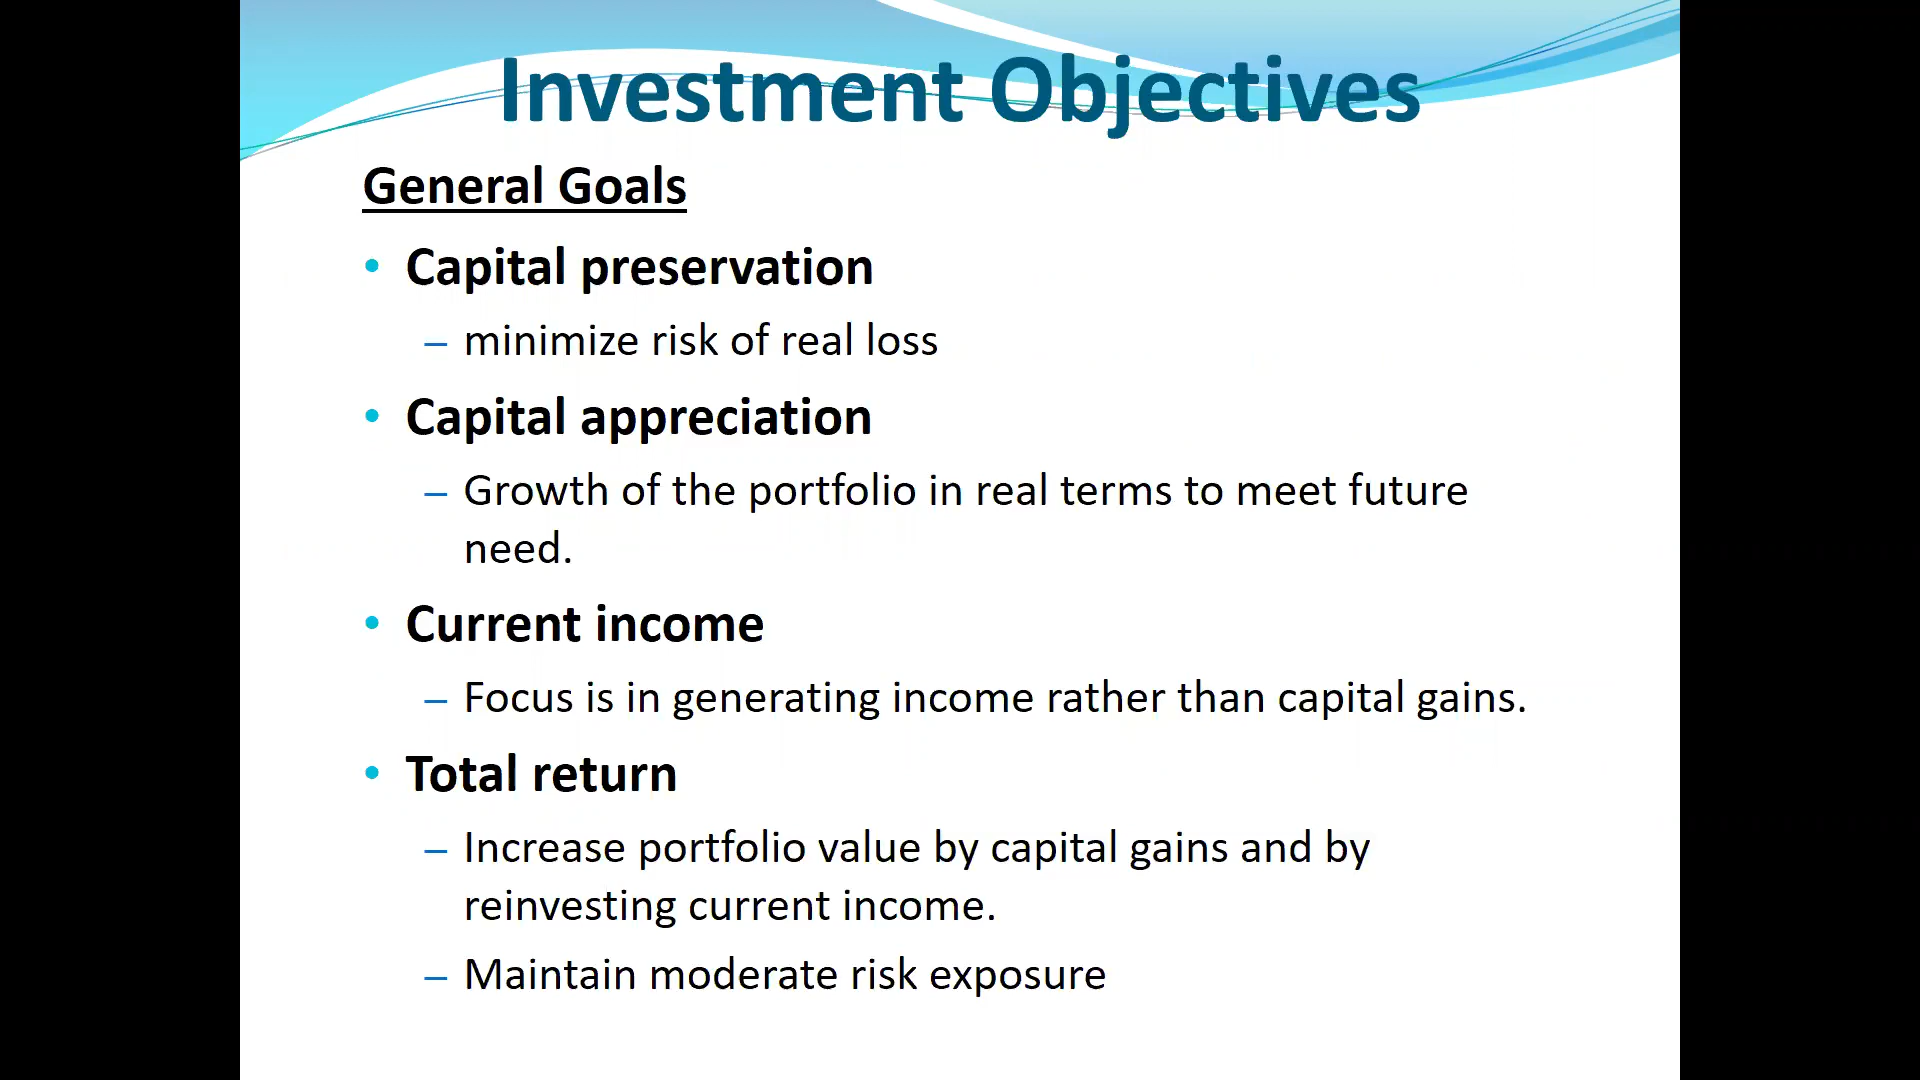 Investment Objectives
General Goals
• Capital preservation
– minimize risk of real loss
• Capital appreciation
– Growth of the portfolio in real terms to meet future
need.
• Current income
– Focus is in generating income rather than capital gains.
• Total return
– Increase portfolio value by capital gains and by
reinvesting current income.
– Maintain moderate risk exposure